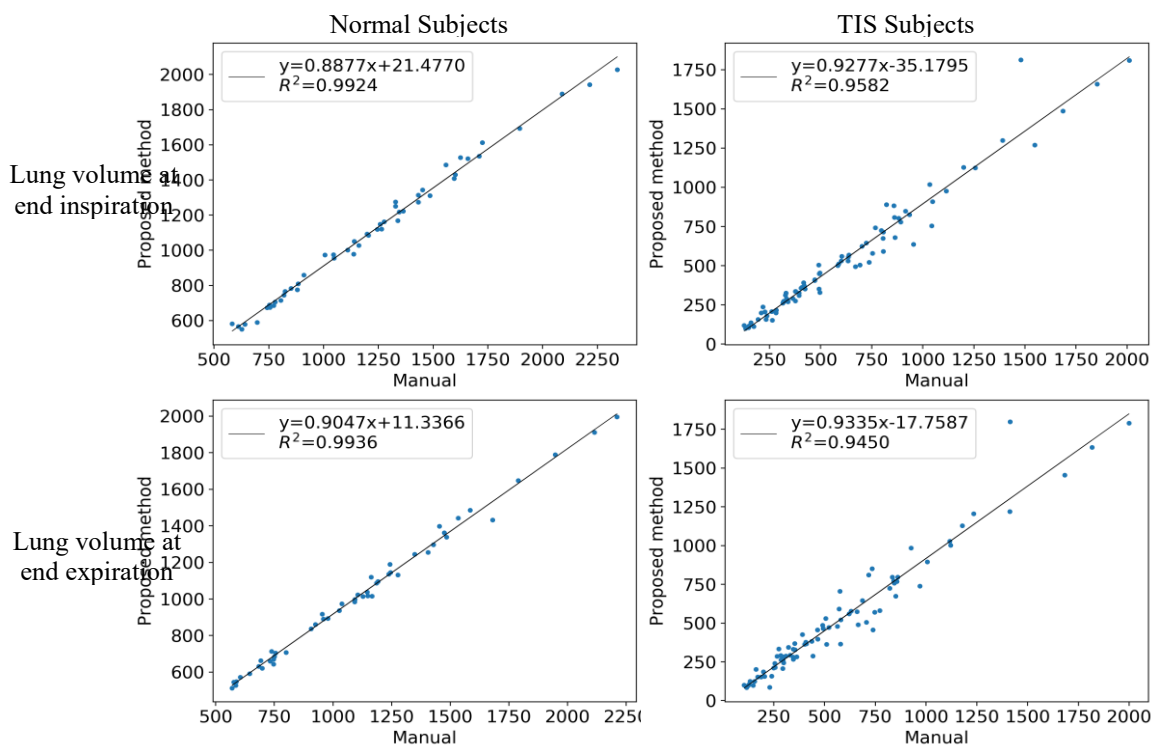 Normal Subjects
TIS Subjects
Lung volume at
end inspiration
Proposed method
2000
1800
1600
1400
1200
1000
800
600
y=0.8877x+21.4770
R²=0.9924
500 750 1000 1250 1500 1750 2000 2250
Manual
Proposed method
1750
1500
1250
1000
750
500
250
0
y=0.9277x-35.1795
R²=0.9582
250 500 750 1000 1250 1500 1750 2000
Manual
Lung volume at
end expiration
Proposed method
2000
1800
1600
1400
1200
1000
800
600
y=0.9047x+11.3366
R²=0.9936
500 750 1000 1250 1500 1750 2000 225
Manual
Proposed method
1750
1500
1250
1000
750
500
250
0
y=0.9335x-17.7587
R²=0.9450
250 500 750 1000 1250 1500 1750 2000
Manual